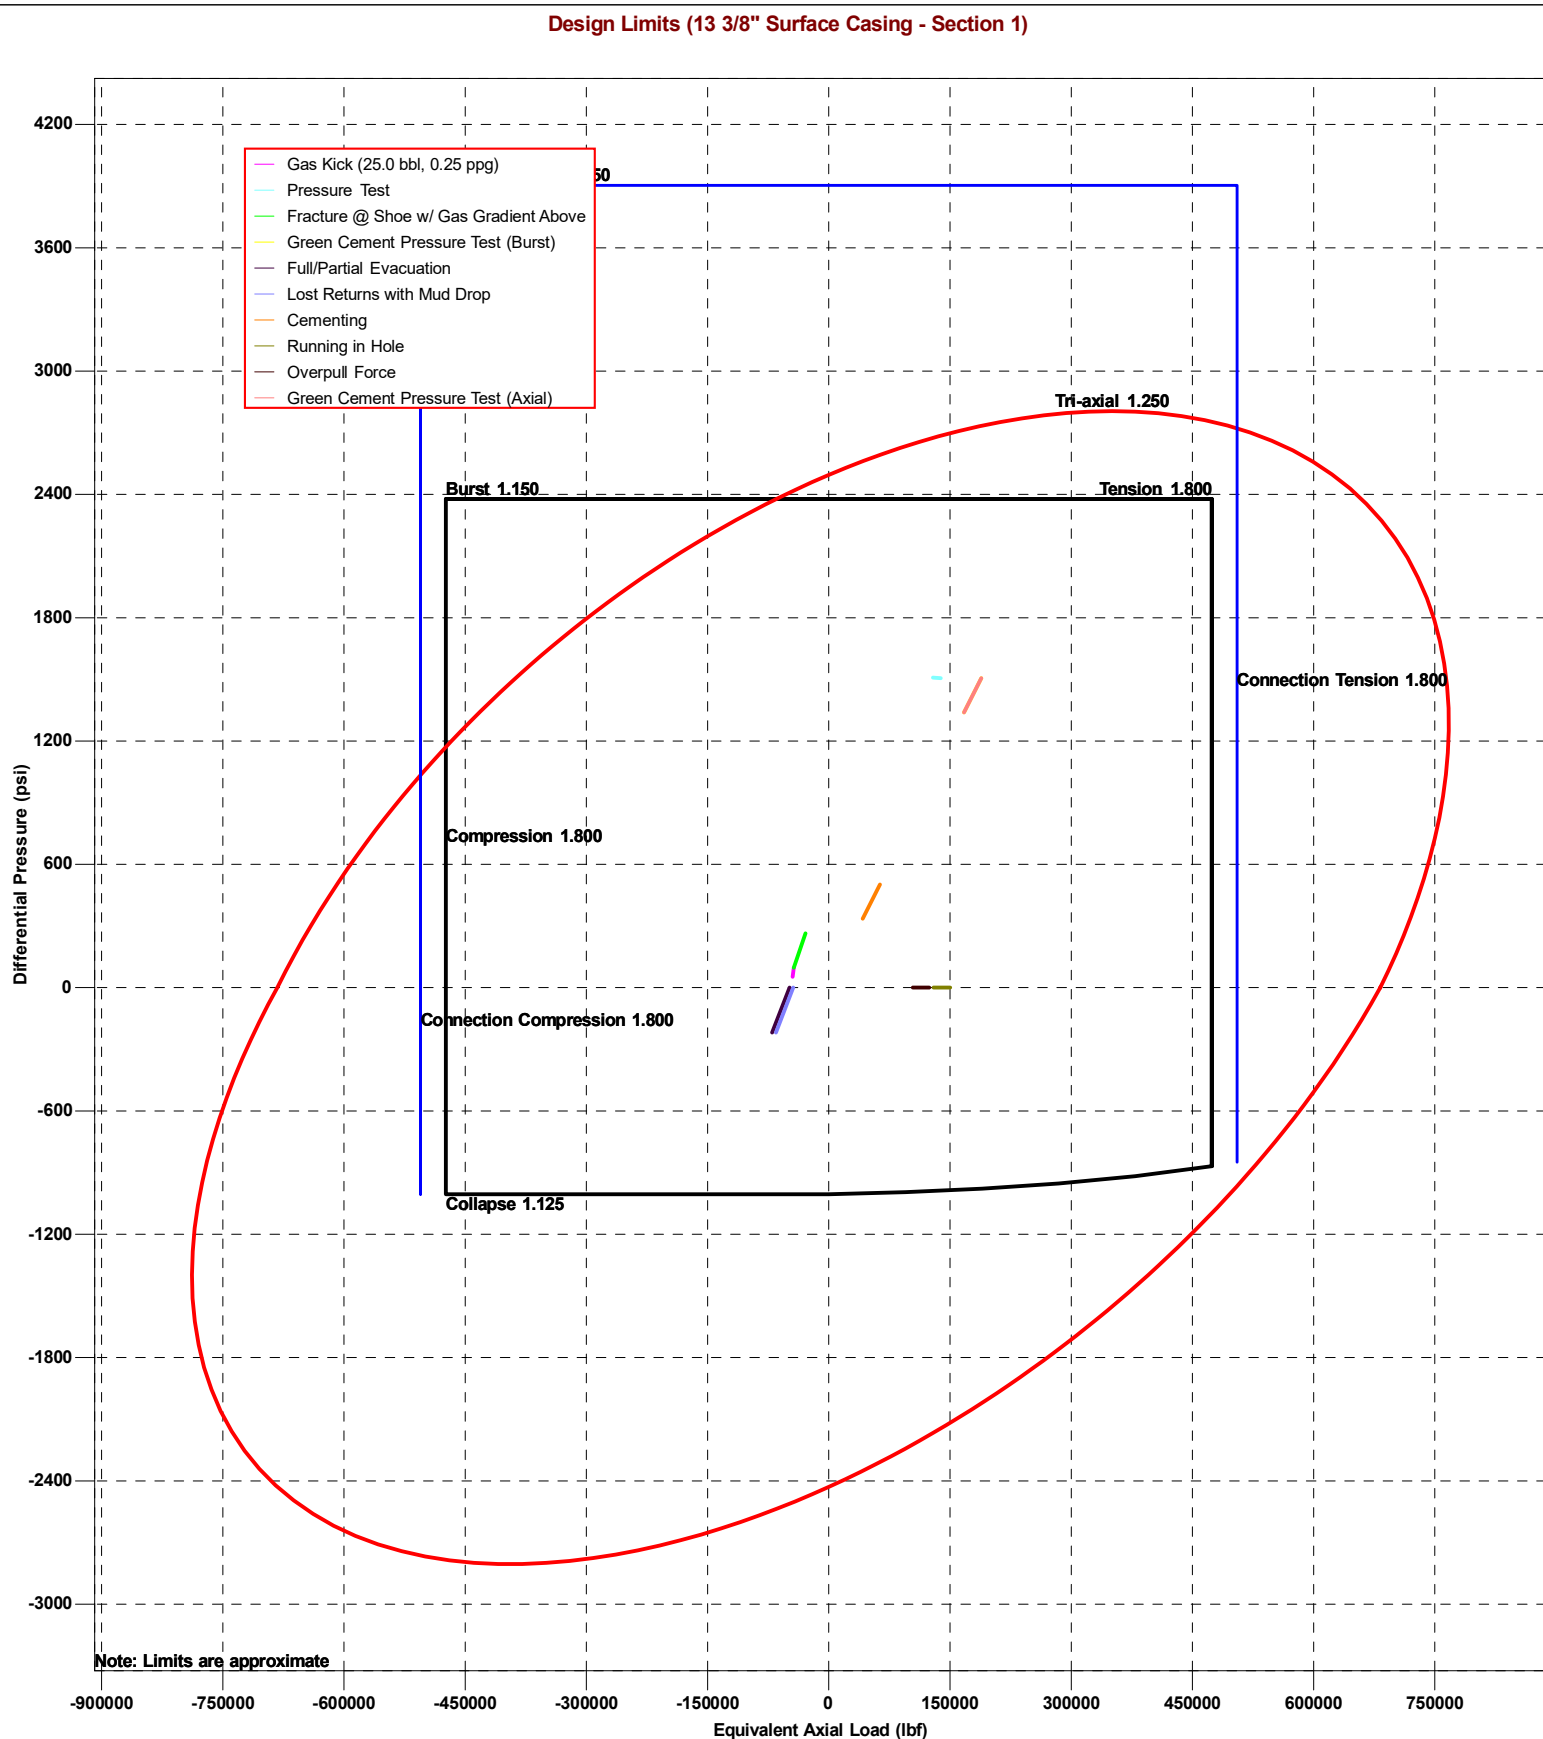 Design Limits (13 3/8" Surface Casing - Section 1)
4200
3600
3000
2400
1800
1200
600
0
-600
-1200
-1800
-2400
-3000
Differential Pressure (psi)
Gas Kick (25.0 bbl, 0.25 ppg)
Pressure Test
Fracture @ Shoe w/ Gas Gradient Above
Green Cement Pressure Test (Burst)
Full/Partial Evacuation
Lost Returns with Mud Drop
Cementing
Running in Hole
Overpull Force
Green Cement Pressure Test (Axial)
50
Tri-axial 1.250
Burst 1.150
Tension 1.800
Connection Tension 1.800
Compression 1.800
Connection Compression 1.800
Collapse 1.125
Note: Limits are approximate
-900000 -750000 -600000 -450000 -300000 -150000 0 150000 300000 450000 600000 750000
Equivalent Axial Load (lbf)